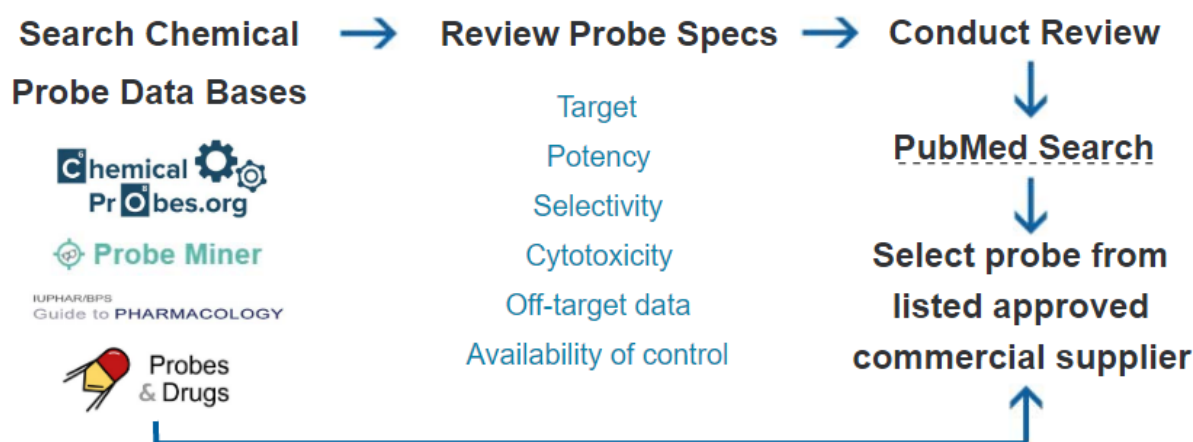 Search Chemical
Probe Data Bases
Chemical
6
PrObes.org
8
Probe Miner
IUPHAR/BPS
Guide to PHARMACOLOGY
Probes
& Drugs
Review Probe Specs
Target
Potency
Selectivity
Cytotoxicity
Off-target data
Availability of control
Conduct Review
PubMed Search
Select probe from
listed approved
commercial supplier